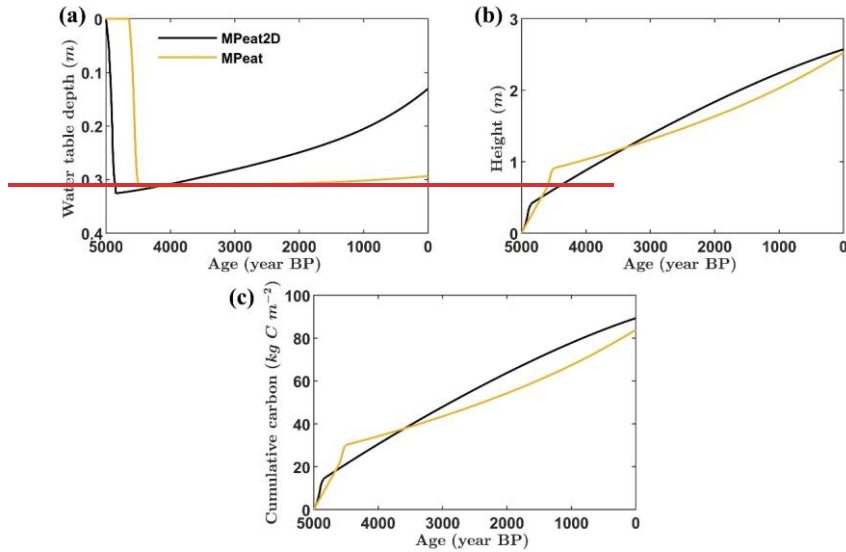 (a)
Water table depth (m)
0
0.1
0.2
0.3
0.4
MPeat2D
MPeat
5000 4000 3000 2000 1000 0
Age (year BP)
(b)
Height (m)
3
2
1
0
5000 4000 3000 2000 1000 0
Age (year BP)
(c)
Cumulative carbon (kg C m⁻²)
100
80
60
40
20
0
5000 4000 3000 2000 1000 0
Age (year BP)